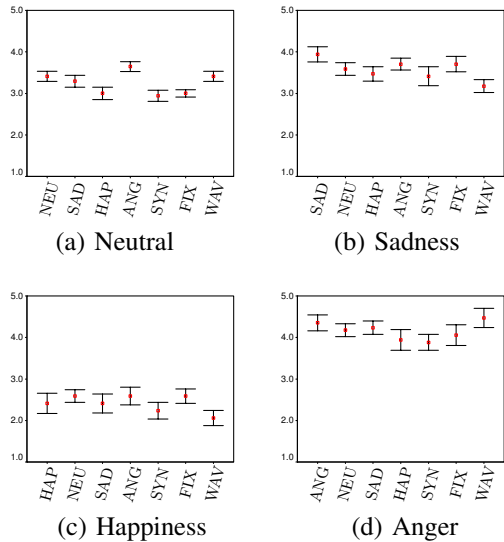 5.0 5.0
4.0 4.0
3.0 3.0
2.0 2.0
1.0 1.0
NEU SAD HAP ANG SYN FIX WAV SAD NEU HAP ANG SYN FIX WAV
(a) Neutral (b) Sadness
5.0 5.0
4.0 4.0
3.0 3.0
2.0 2.0
1.0 1.0
HAP NEU SAD ANG SYN FIX WAV ANG NEU SAD HAP SYN FIX WAV
(c) Happiness (d) Anger